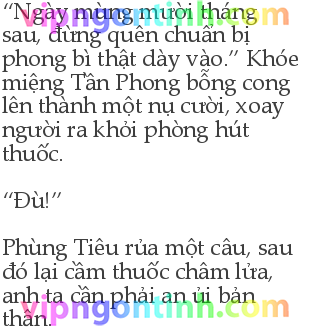 “Ngày mùng mười tháng
sau, đừng quên chuẩn bị
phong bì thật dày vào.” Khóe
miệng Tần Phong bỗng cong
lên thành một nụ cười, xoay
người ra khỏi phòng hút
thuốc.
“Đù!”
Phùng Tiêu rủa một câu, sau
đó lại cầm thuốc châm lửa,
anh ta cần phải an ủi bản
thân.
vipngontinh.com
vipngontinh.com